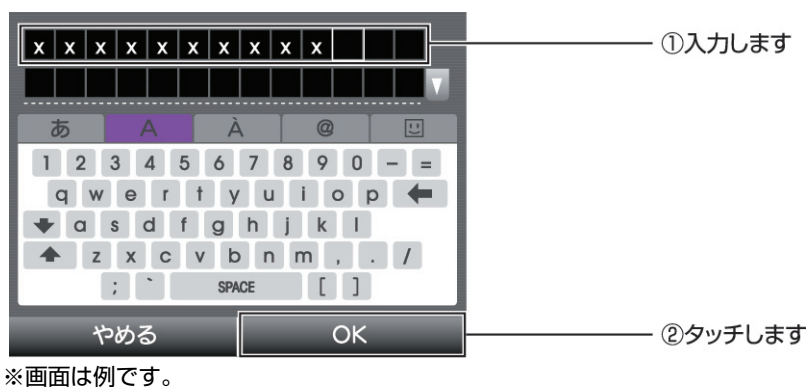 x x x x x x x x x x
①入力します
あ A À @
1 2 3 4 5 6 7 8 9 0 - =
q w e r t y u i o p
a s d f g h j k l
z x c v b n m , . /
; ` SPACE [ ]
やめる OK
②タッチします
※画面は例です。